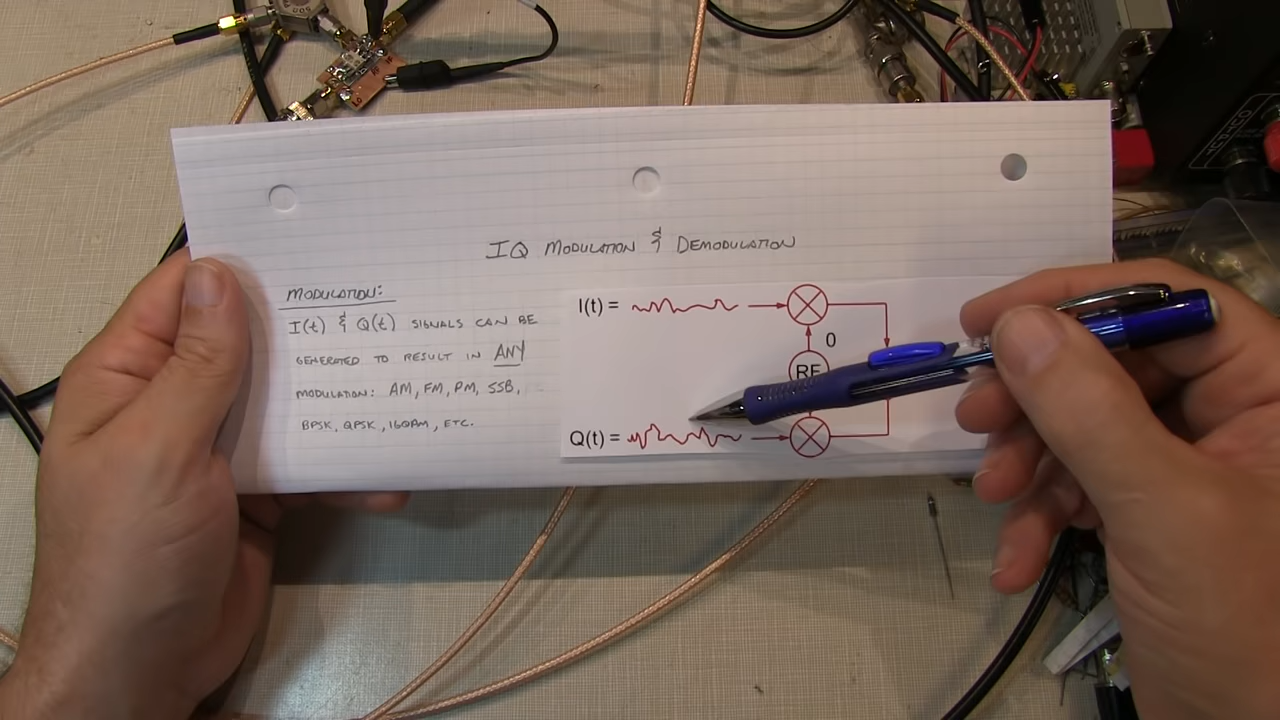 IQ MODULATION & DEMODULATION
MODULATION:
I(t) & Q(t) SIGNALS CAN BE
GENERATED TO RESULT IN ANY
MODULATION: AM, FM, PM, SSB,
BPSK, QPSK, 16QAM, ETC.
I(t) =
0
RF
Q(t) =